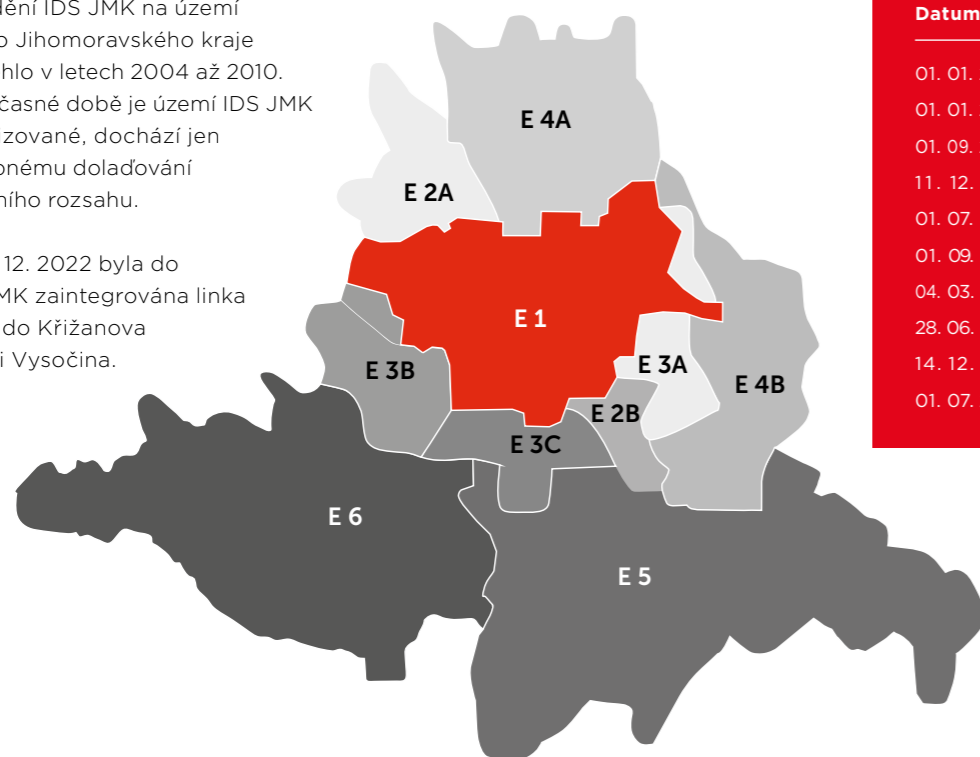 dění IDS JMK na území
o Jihomoravského kraje
hlo v letech 2004 až 2010.
časné době je území IDS JMK
izované, dochází jen
bnému dolaďování
ního rozsahu.
12. 2022 byla do
MK zaintegrována linka
do Křižanova
i Vysočina.
E 4A
E 2A
E 1
E 3A
E 3B
E 4B
E 2B
E 3C
E 6
E 5
Datum
01. 01.
01. 01.
01. 09.
11. 12.
01. 07.
01. 09.
04. 03.
28. 06.
14. 12.
01. 07.